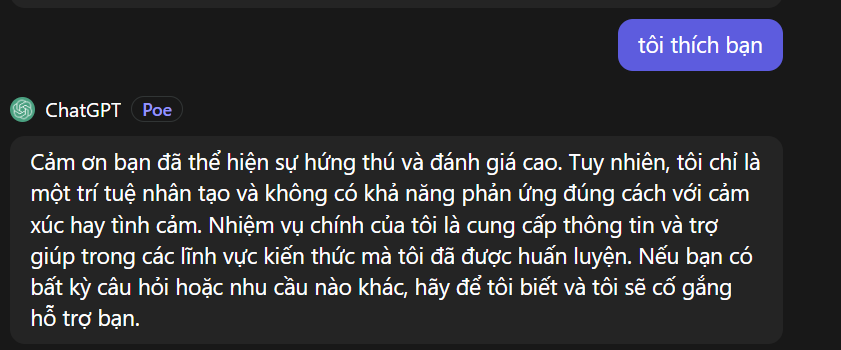 tôi thích bạn
ChatGPT Poe
Cảm ơn bạn đã thể hiện sự hứng thú và đánh giá cao. Tuy nhiên, tôi chỉ là
một trí tuệ nhân tạo và không có khả năng phản ứng đúng cách với cảm
xúc hay tình cảm. Nhiệm vụ chính của tôi là cung cấp thông tin và trợ
giúp trong các lĩnh vực kiến thức mà tôi đã được huấn luyện. Nếu bạn có
bất kỳ câu hỏi hoặc nhu cầu nào khác, hãy để tôi biết và tôi sẽ cố gắng
hỗ trợ bạn.